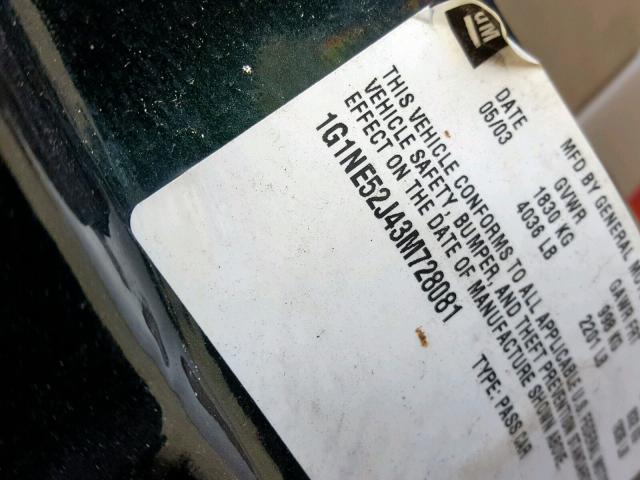 GM
MFD BY GENERAL
DATE GVWR GAWR FRT
05/03 1830 KG 998 KG
4036 LB 2201 LB
THIS VEHICLE CONFORMS TO ALL APPLICABLE U.S. FEDERAL
VEHICLE SAFETY, BUMPER, AND THEFT PREVENTION STANDARDS
EFFECT ON THE DATE OF MANUFACTURE SHOWN ABOVE.
1G1NE52J43M728081 TYPE: PASS CAR